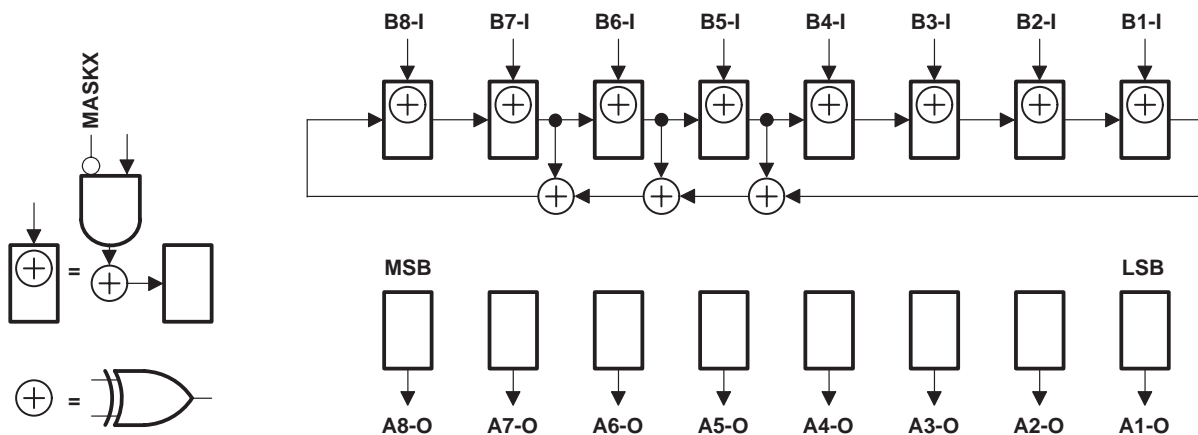 B8-I B7-I B6-I B5-I B4-I B3-I B2-I B1-I
MASKX
=
MSB LSB
=
A8-O A7-O A6-O A5-O A4-O A3-O A2-O A1-O